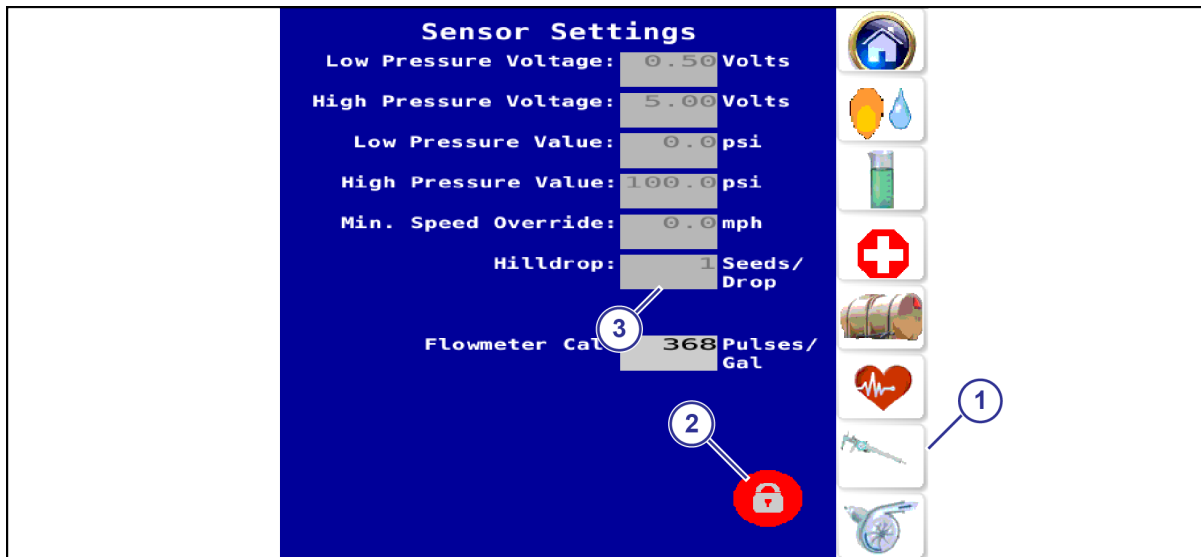 Sensor Settings
Low Pressure Voltage: 0.50 Volts
High Pressure Voltage: 5.00 Volts
Low Pressure Value: 0.0 psi
High Pressure Value: 100.0 psi
Min. Speed Override: 0.0 mph
Hilldrop: 1 Seeds/
Drop
3
Flowmeter Cal 368 Pulses/
Gal
1
2